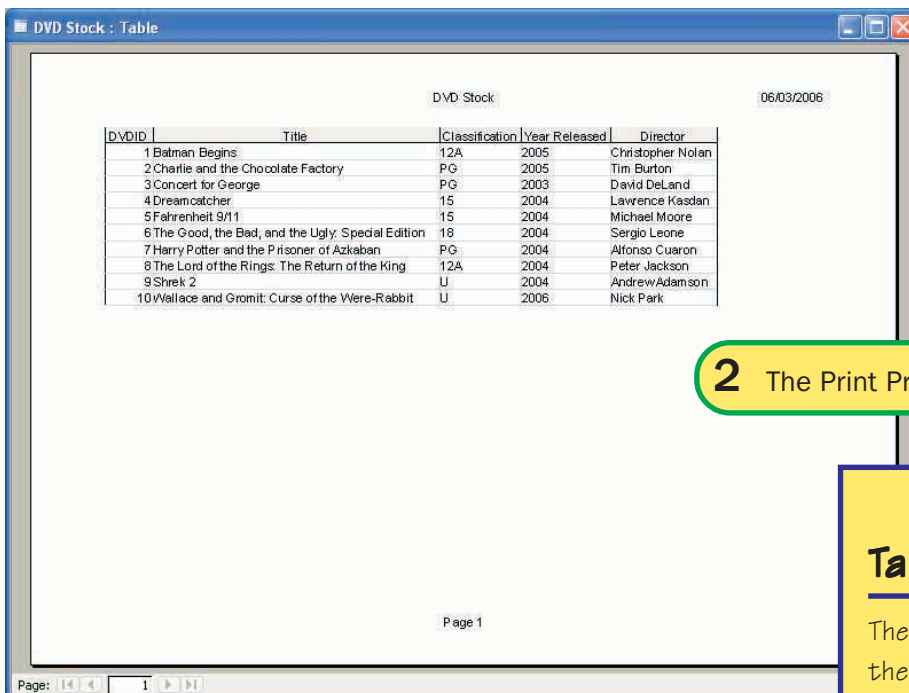 DVD Stock : Table
DVD Stock 06/03/2006
DVDID Title Classification Year Released Director
1 Batman Begins 12A 2005 Christopher Nolan
2 Charlie and the Chocolate Factory PG 2005 Tim Burton
3 Concert for George PG 2003 David DeLand
4 Dreamcatcher 15 2004 Lawrence Kasdan
5 Fahrenheit 9/11 15 2004 Michael Moore
6 The Good, the Bad, and the Ugly: Special Edition 18 2004 Sergio Leone
7 Harry Potter and the Prisoner of Azkaban PG 2004 Alfonso Cuaron
8 The Lord of the Rings: The Return of the King 12A 2004 Peter Jackson
9 Shrek 2 U 2004 Andrew Adamson
10 Wallace and Gromit: Curse of the Were-Rabbit U 2006 Nick Park
2 The Print Pr
Ta
The
the
Page 1
Page: 1